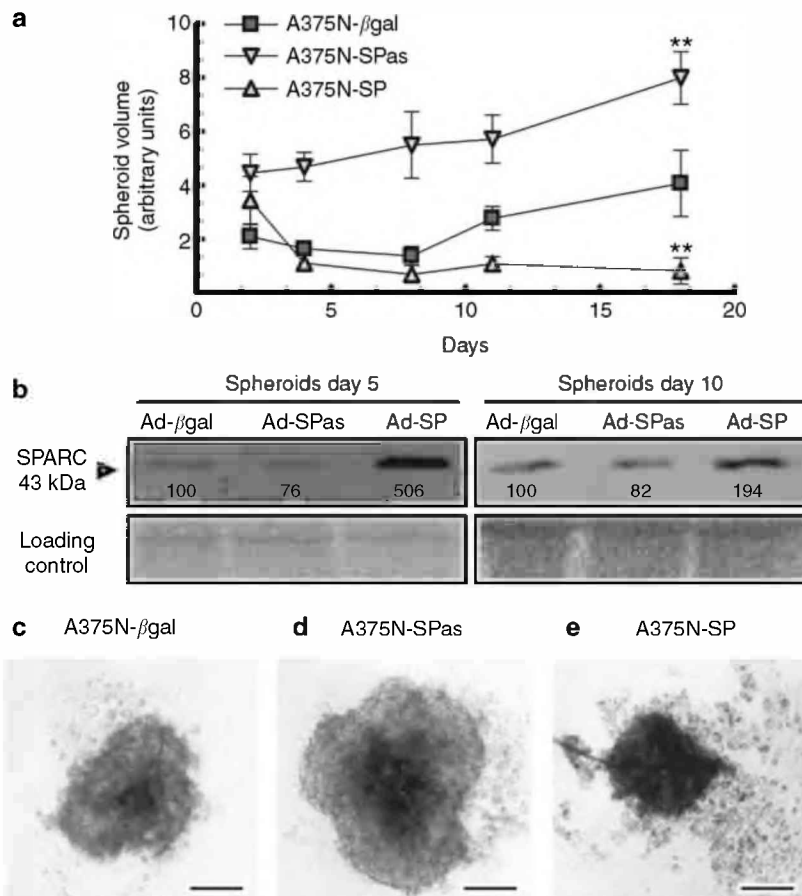 a
10
8
6
4
2
0
5
10
15
20
Spheroid volume
(arbitrary units)
Days
A375N-βgal
A375N-SPas
A375N-SP
**
**
b
Spheroids day 5
Spheroids day 10
Ad-βgal
Ad-SPas
Ad-SP
Ad-βgal
Ad-SPas
Ad-SP
SPARC
43 kDa
100
76
506
100
82
194
Loading
control
c
A375N-βgal
d
A375N-SPas
e
A375N-SP